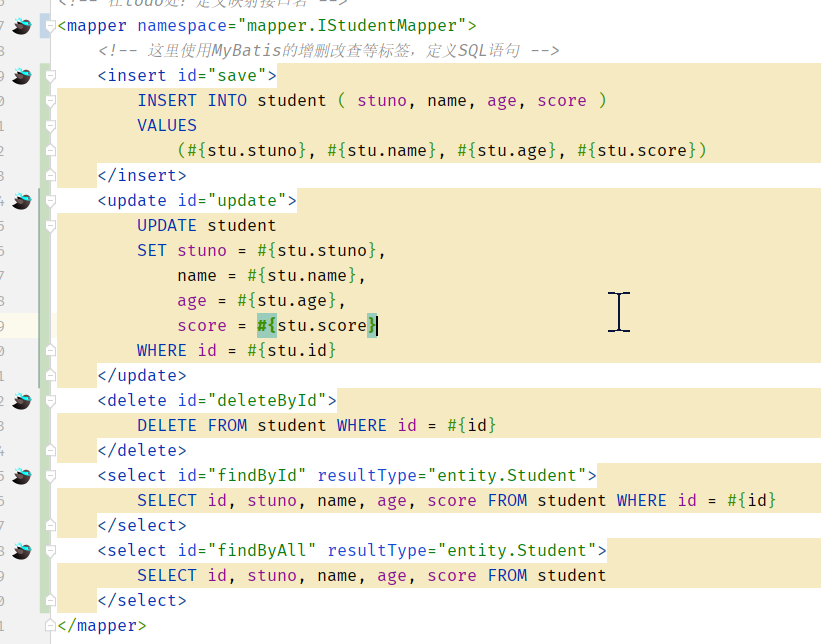 <mapper namespace="mapper.IStudentMapper">
<!-- 这里使用MyBatis的增删改查等标签，定义SQL语句 -->
<insert id="save">
INSERT INTO student ( stuno, name, age, score )
VALUES
(#{stu.stuno}, #{stu.name}, #{stu.age}, #{stu.score})
</insert>
<update id="update">
UPDATE student
SET stuno = #{stu.stuno},
name = #{stu.name},
age = #{stu.age},
score = #{stu.score}
WHERE id = #{stu.id}
</update>
<delete id="deleteById">
DELETE FROM student WHERE id = #{id}
</delete>
<select id="findById" resultType="entity.Student">
SELECT id, stuno, name, age, score FROM student WHERE id = #{id}
</select>
<select id="findByAll" resultType="entity.Student">
SELECT id, stuno, name, age, score FROM student
</select>
</mapper>